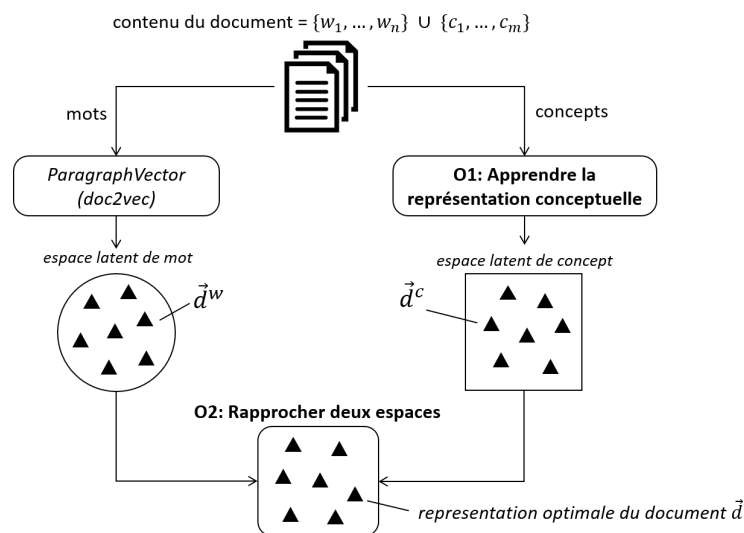 contenu du document = {w₁, … , wₙ} ∪ {c₁, … , cₘ}
mots
concepts
ParagraphVector
(doc2vec)
O1: Apprendre la
représentation conceptuelle
espace latent de mot
espace latent de concept
d⃗ʷ
d⃗ᶜ
O2: Rapprocher deux espaces
representation optimale du document d⃗